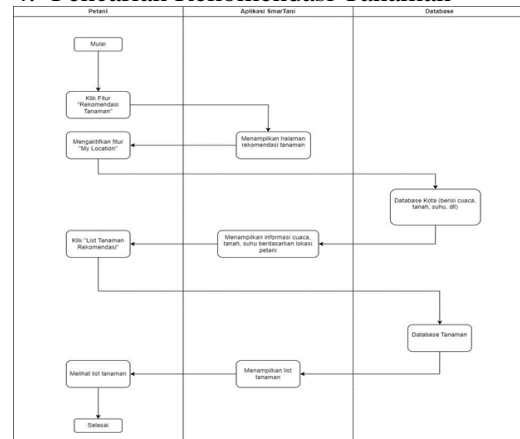 Petani
Aplikasi SmarTani
Database
Mulai
Klik Fitur
"Rekomendasi
Tanaman"
Menampilkan halaman
rekomendasi tanaman
Mengaktifkan fitur
"My Location"
Database Kota (berisi cuaca,
tanah, suhu, dll)
Menampilkan informasi cuaca,
tanah, suhu berdasarkan lokasi
petani
Klik "List Tanaman
Rekomendasi"
Database Tanaman
Menampilkan list
tanaman
Melihat list tanaman
Selesai